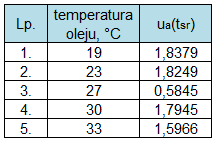 Lp. temperatura oleju, °C ua(tsr)
1. 19 1,8379
2. 23 1,8249
3. 27 0,5845
4. 30 1,7945
5. 33 1,5966